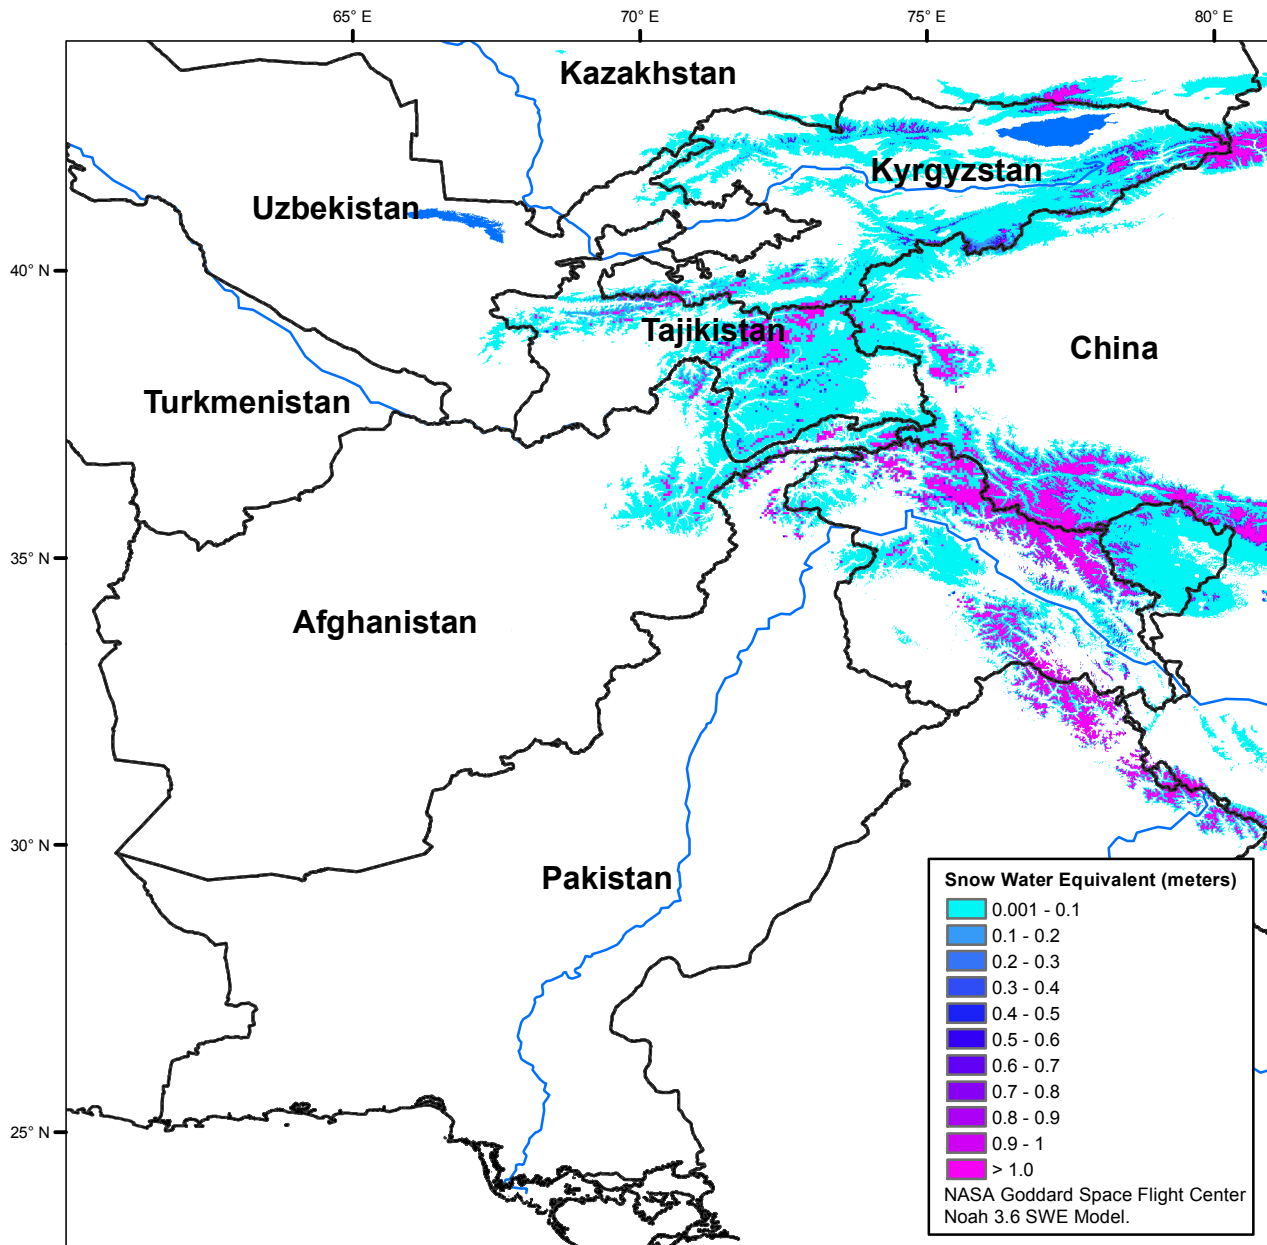 65° E
70° E
75° E
80° E
Kazakhstan
Kyrgyzstan
Uzbekistan
40° N
Tajikistan
China
Turkmenistan
35° N
Afghanistan
30° N
Pakistan
25° N
Snow Water Equivalent (meters)
0.001 - 0.1
0.1 - 0.2
0.2 - 0.3
0.3 - 0.4
0.4 - 0.5
0.5 - 0.6
0.6 - 0.7
0.7 - 0.8
0.8 - 0.9
0.9 - 1
> 1.0
NASA Goddard Space Flight Center
Noah 3.6 SWE Model.